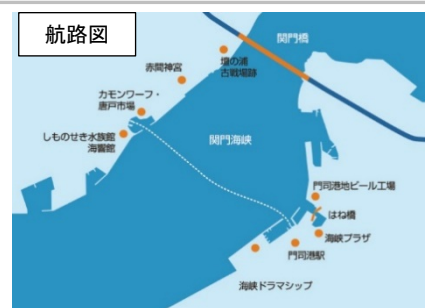 航路図
関門橋
壇の浦
古戦場跡
赤間神宮
カモンワーフ・
唐戸市場
しものせき水族館
海響館
関門海峡
門司港地ビール工場
はね橋
海峡プラザ
門司港駅
海峡ドラマシップ